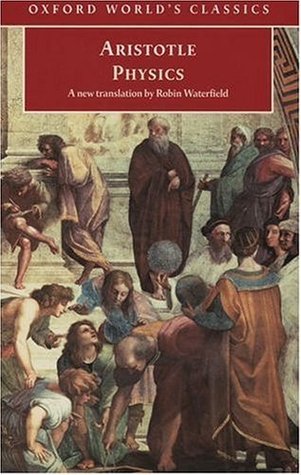 OXFORD WORLD'S CLASSICS
ARISTOTLE
PHYSICS
A new translation by Robin Waterfield